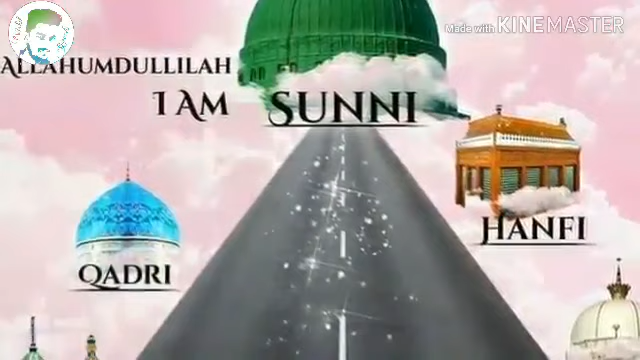 Made with KINEMASTER
ALLAHUMDULLILAH
I AM SUNNI
HANFI
QADRI